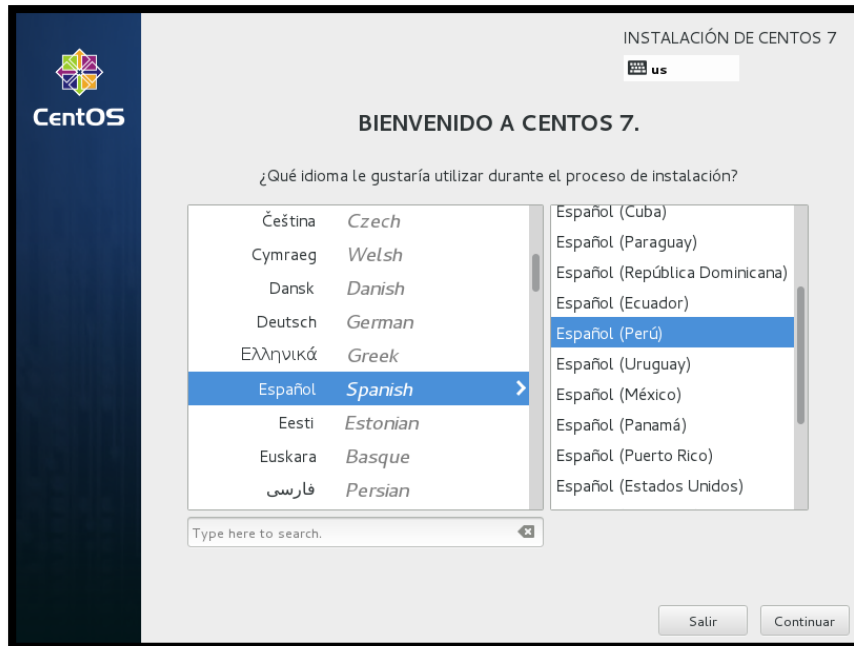 INSTALACIÓN DE CENTOS 7
us
CentOS
BIENVENIDO A CENTOS 7.
¿Qué idioma le gustaría utilizar durante el proceso de instalación?
Čeština Czech
Cymraeg Welsh
Dansk Danish
Deutsch German
Ελληνικά Greek
Español Spanish
Eesti Estonian
Euskara Basque
فارسی Persian
Español (Cuba)
Español (Paraguay)
Español (República Dominicana)
Español (Ecuador)
Español (Perú)
Español (Uruguay)
Español (México)
Español (Panamá)
Español (Puerto Rico)
Español (Estados Unidos)
Type here to search.
Salir
Continuar